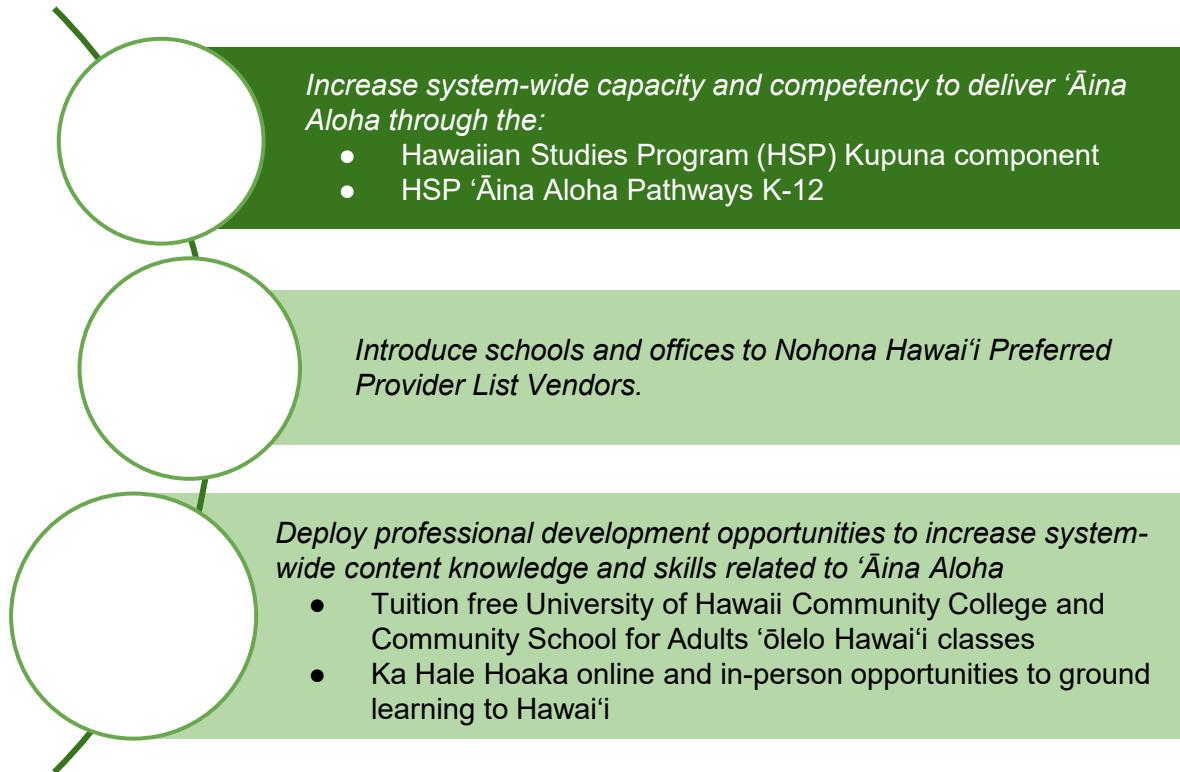 Increase system-wide capacity and competency to deliver ʻĀina
Aloha through the:
● Hawaiian Studies Program (HSP) Kupuna component
● HSP ʻĀina Aloha Pathways K-12
Introduce schools and offices to Nohona Hawaiʻi Preferred
Provider List Vendors.
Deploy professional development opportunities to increase system-
wide content knowledge and skills related to ʻĀina Aloha
● Tuition free University of Hawaii Community College and
Community School for Adults ʻōlelo Hawaiʻi classes
● Ka Hale Hoaka online and in-person opportunities to ground
learning to Hawaiʻi